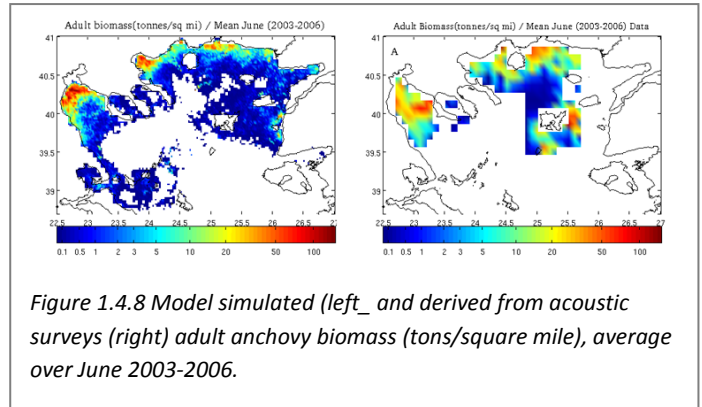 Adult biomass(tonnes/sq mi) / Mean June (2003-2006)
41
40.5
40
39.5
39
22.5 23 23.5 24 24.5 25 25.5 26 26.5 27
0.1 0.5 1 2 3 5 10 20 50 100
Adult Biomass(tonnes/sq mi) / Mean June (2003-2006) Data
A
41
40.5
40
39.5
39
22.5 23 23.5 24 24.5 25 25.5 26 26.5 27
0.1 0.5 1 2 3 5 10 20 50 100
Figure 1.4.8 Model simulated (left_ and derived from acoustic
surveys (right) adult anchovy biomass (tons/square mile), average
over June 2003-2006.